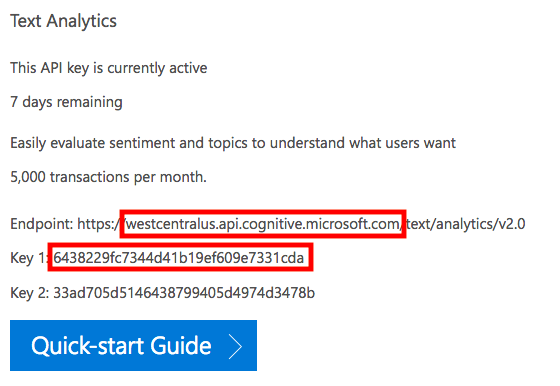 Text Analytics
This API key is currently active
7 days remaining
Easily evaluate sentiment and topics to understand what users want
5,000 transactions per month.
Endpoint: https://westcentralus.api.cognitive.microsoft.com/text/analytics/v2.0
Key 1: 6438229fc7344d41b19ef609e7331cda
Key 2: 33ad705d5146438799405d4974d3478b
Quick-start Guide